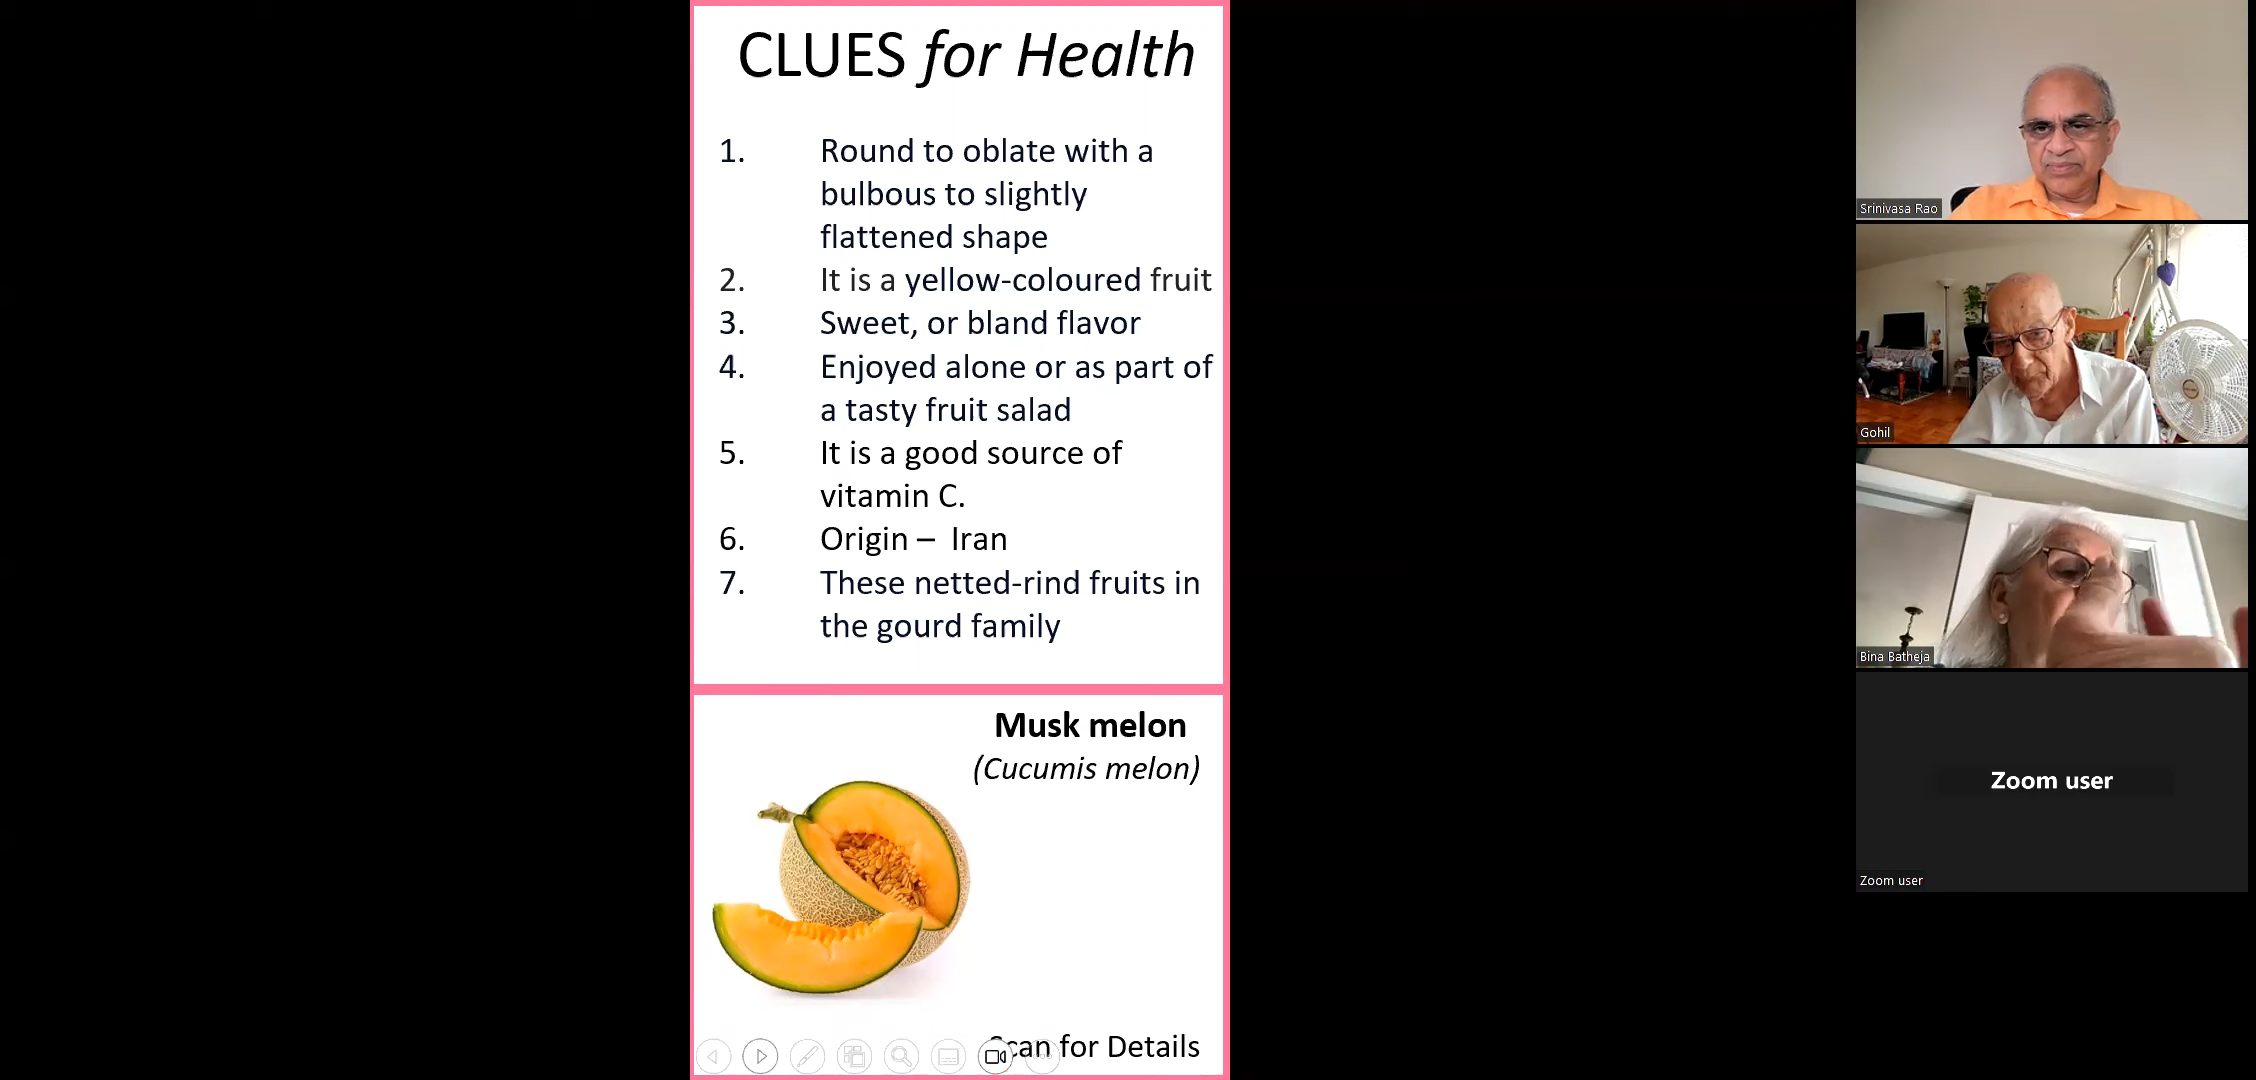 CLUES for Health
1. Round to oblate with a
bulbous to slightly
flattened shape
2. It is a yellow-coloured fruit
3. Sweet, or bland flavor
4. Enjoyed alone or as part of
a tasty fruit salad
5. It is a good source of
vitamin C.
6. Origin – Iran
7. These netted-rind fruits in
the gourd family
Musk melon
(Cucumis melon)
Scan for Details
Srinivasa Rao
Gohil
Bina Batheja
Zoom user
Zoom user